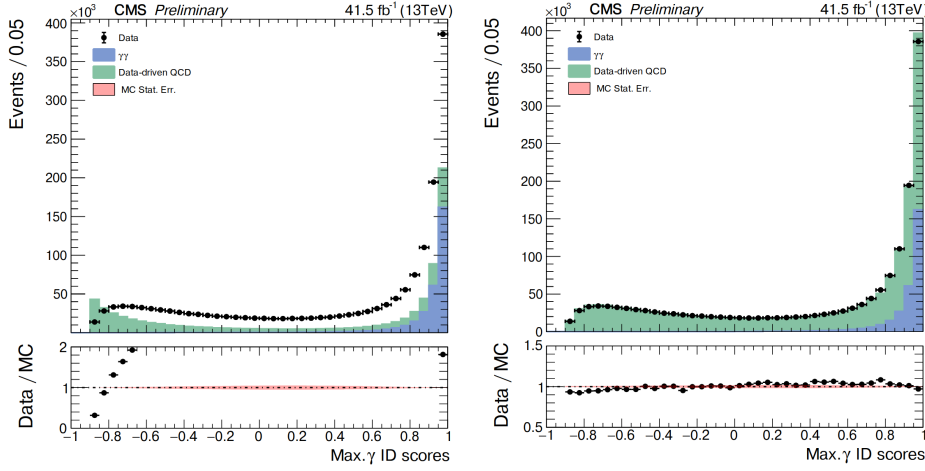 CMS Preliminary 41.5 fb⁻¹ (13TeV)
×10³
Events / 0.05
400
350
300
250
200
150
100
50
Data
γγ
Data-driven QCD
MC Stat. Err.
Data / MC
2
1
0
−1 −0.8 −0.6 −0.4 −0.2 0 0.2 0.4 0.6 0.8 1
Max.γ ID scores
CMS Preliminary 41.5 fb⁻¹ (13TeV)
×10³
Events / 0.05
400
350
300
250
200
150
100
50
0
Data
γγ
Data-driven QCD
MC Stat. Err.
Data / MC
1.5
1
0.5
−1 −0.8 −0.6 −0.4 −0.2 0 0.2 0.4 0.6 0.8 1
Max.γ ID scores